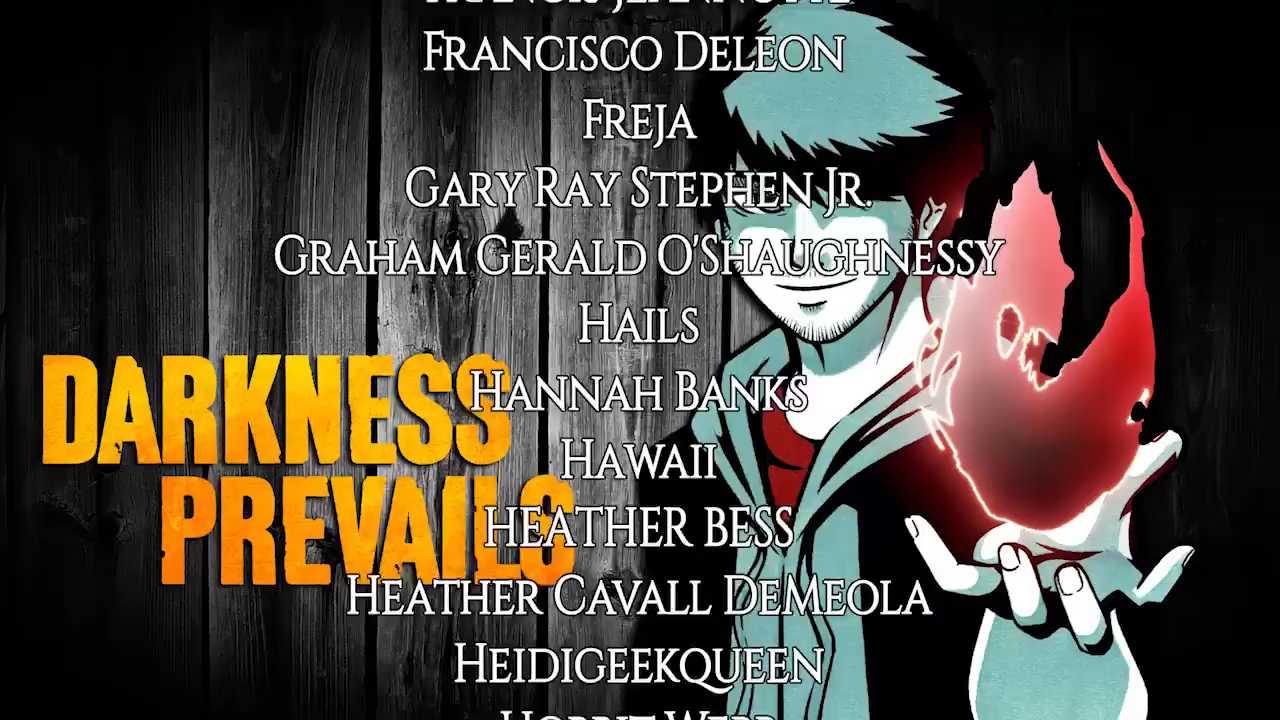 Francisco Deleon
Freja
Gary Ray Stephen Jr.
Graham Gerald O'Shaughnessy
Hails
DARKNESS
Hannah Banks
Hawaii
PREVAILS
Heather Bess
Heather Cavall DeMeola
Heidigeekqueen